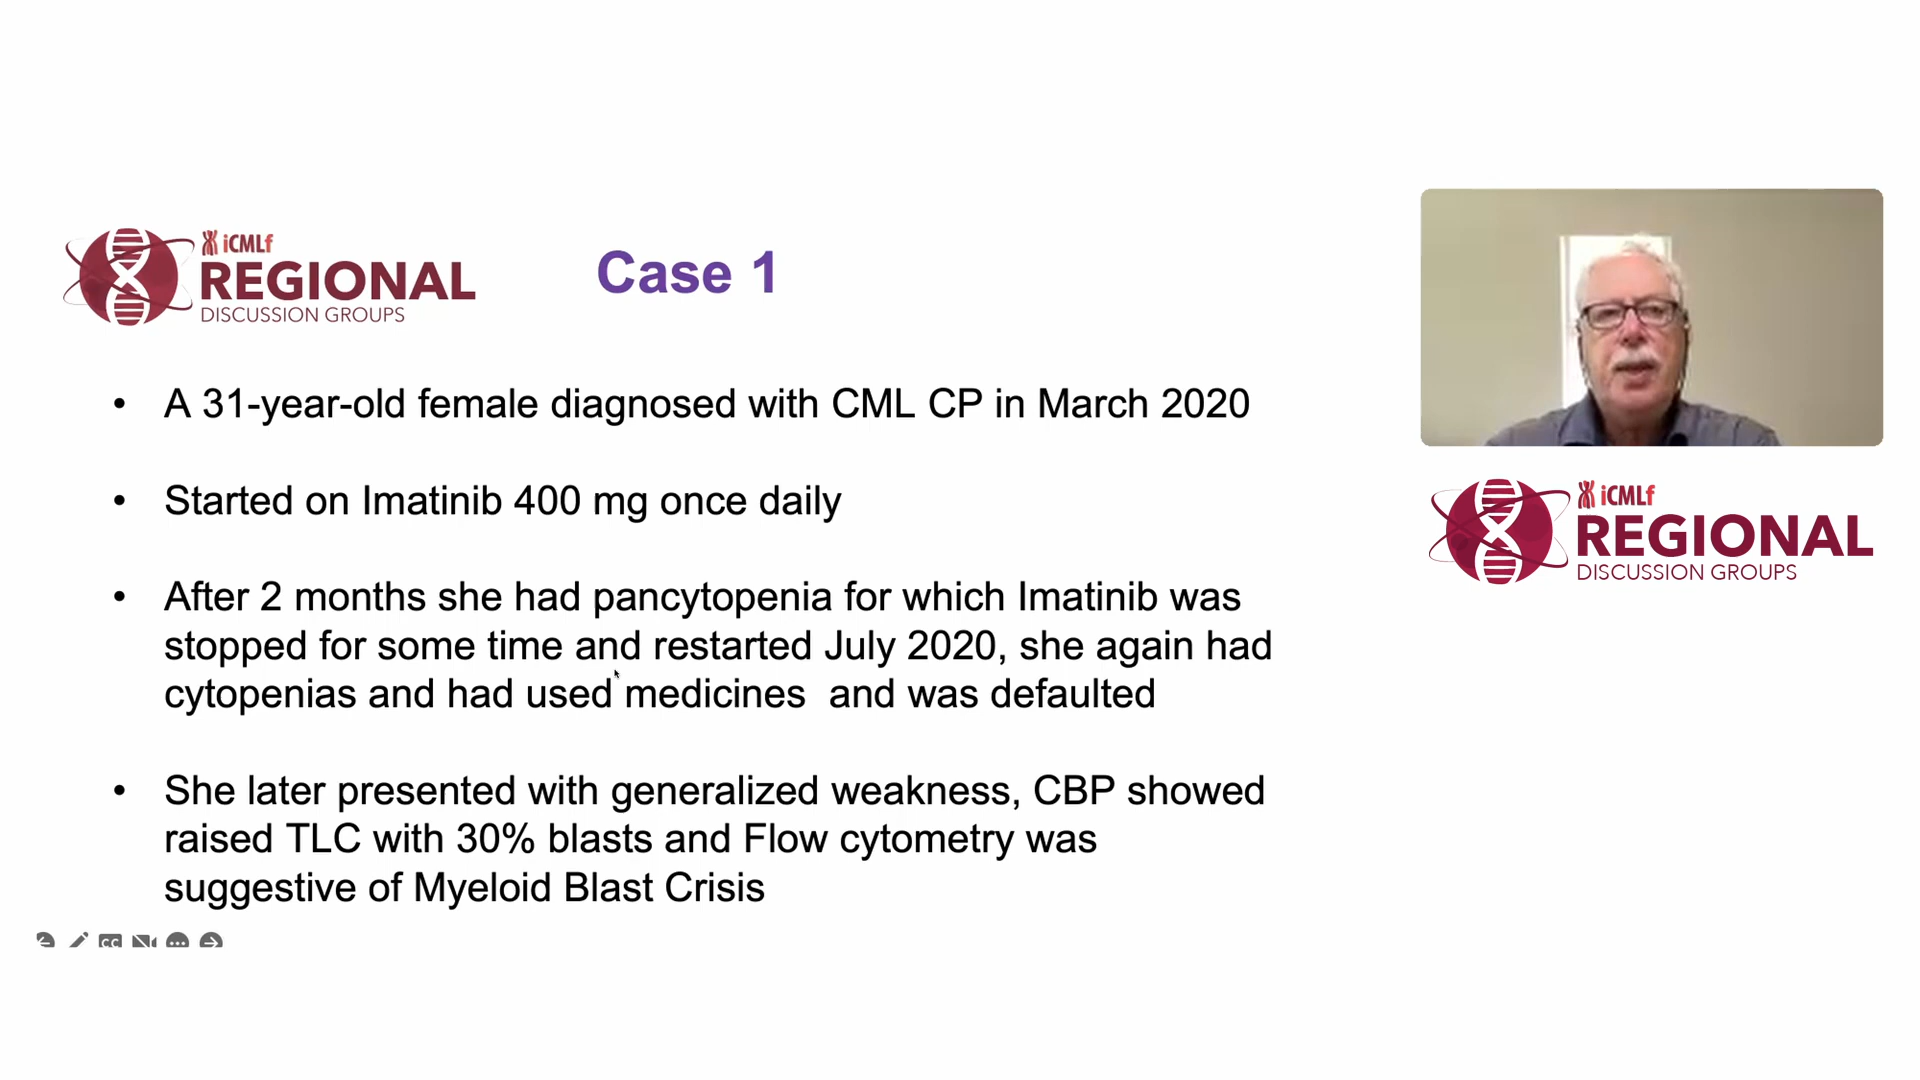 iCMLf
REGIONAL
DISCUSSION GROUPS
Case 1
• A 31-year-old female diagnosed with CML CP in March 2020
• Started on Imatinib 400 mg once daily
• After 2 months she had pancytopenia for which Imatinib was
stopped for some time and restarted July 2020, she again had
cytopenias and had used medicines and was defaulted
• She later presented with generalized weakness, CBP showed
raised TLC with 30% blasts and Flow cytometry was
suggestive of Myeloid Blast Crisis
CC
iCMLf
REGIONAL
DISCUSSION GROUPS